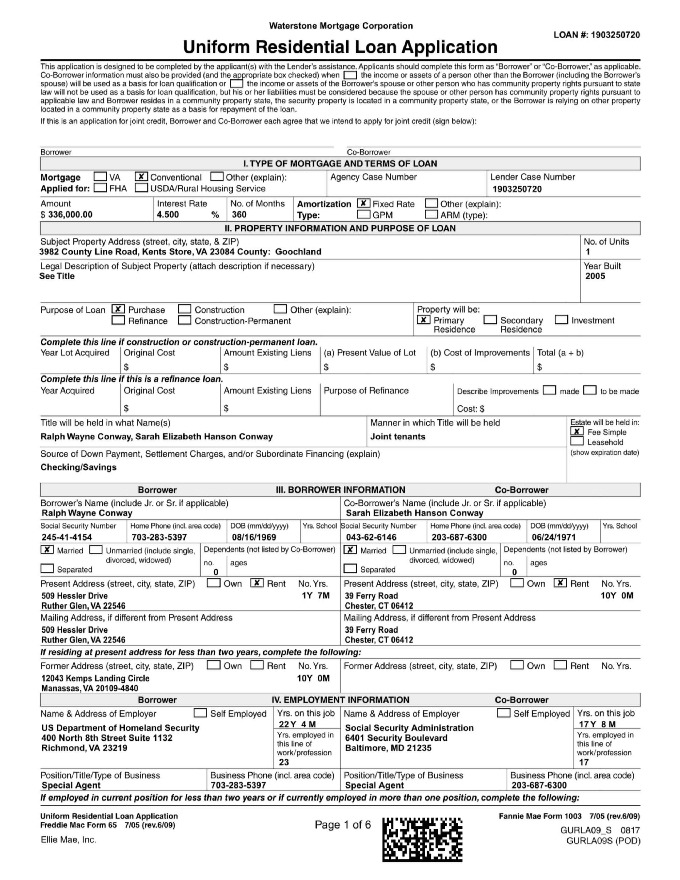 Waterstone Mortgage Corporation
LOAN #: 1903250720
Uniform Residential Loan Application
This application is designed to be completed by the applicant(s) with the Lender's assistance. Applicants should complete this form as "Borrower" or "Co-Borrower," as applicable.
Co-Borrower information must also be provided (and the appropriate box checked) when the income or assets of a person other than the Borrower (including the Borrower's
spouse) will be used as a basis for loan qualification or the income or assets of the Borrower's spouse or other person who has community property rights pursuant to state
law will not be used as a basis for loan qualification, but his or her liabilities must be considered because the spouse or other person has community property rights pursuant to
applicable law and Borrower resides in a community property state, the security property is located in a community property state, or the Borrower is relying on other property
located in a community property state as basis for repayment of the loan.
If this is an application for joint credit, Borrower and Co-Borrower each agree that we intend to apply for joint credit (sign below):
Borrower Co-Borrower
I. TYPE OF MORTGAGE AND TERMS OF LOAN
Mortgage VA X Conventional Other (explain): Agency Case Number Lender Case Number
Applied for: FHA USDA/Rural Housing Service 1903250720
Amount Interest Rate No. of Months Amortization X Fixed Rate Other (explain):
$ 336,000.00 4.500 % 360 Type: GPM ARM (type):
II. PROPERTY INFORMATION AND PURPOSE OF LOAN
Subject Property Address (street, city, state, & ZIP) No. of Units
3982 County Line Road, Kents Store, VA 23084 County: Goochland 1
Legal Description of Subject Property (attach description if necessary) Year Built
See Title 2005
Purpose of Loan X Purchase Construction Other (explain): Property will be:
Refinance Construction-Permanent X Primary Residence Secondary Residence Investment
Complete this line if construction or construction-permanent loan.
Year Lot Acquired Original Cost Amount Existing Liens (a) Present Value of Lot (b) Cost of Improvements Total (a + b)
$ $ $ $ $
Complete this line if this is a refinance loan.
Year Acquired Original Cost Amount Existing Liens Purpose of Refinance Describe Improvements made to be made
$ $ Cost: $
Title will be held in what Name(s) Manner in which Title will be held Estate will be held in:
Ralph Wayne Conway, Sarah Elizabeth Hanson Conway Joint tenants X Fee Simple
Leasehold
Source of Down Payment, Settlement Charges, and/or Subordinate Financing (explain) (show expiration date)
Checking/Savings
Borrower III. BORROWER INFORMATION Co-Borrower
Borrower's Name (include Jr. or Sr. if applicable) Co-Borrower's Name (include Jr. or Sr. if applicable)
Ralph Wayne Conway Sarah Elizabeth Hanson Conway
Social Security Number Home Phone (incl. area code) DOB (mm/dd/yyyy) Yrs. School Social Security Number Home Phone (incl. area code) DOB (mm/dd/yyyy) Yrs. School
245-41-4154 703-283-5397 08/16/1969 043-62-6146 203-687-6300 06/24/1971
X Married Unmarried (include single, Dependents (not listed by Co-Borrower) X Married Unmarried (include single, Dependents (not listed by Borrower)
divorced, widowed) no. ages divorced, widowed) no. ages
Separated 0 Separated 0
Present Address (street, city, state, ZIP) Own X Rent No. Yrs. Present Address (street, city, state, ZIP) Own X Rent No. Yrs.
509 Hessler Drive 1Y 7M 39 Ferry Road 10Y 0M
Ruther Glen, VA 22546 Chester, CT 06412
Mailing Address, if different from Present Address Mailing Address, if different from Present Address
509 Hessler Drive 39 Ferry Road
Ruther Glen, VA 22546 Chester, CT 06412
If residing at present address for less than two years, complete the following:
Former Address (street, city, state, ZIP) Own Rent No. Yrs. Former Address (street, city, state, ZIP) Own Rent No. Yrs.
12043 Kemps Landing Circle 10Y 0M
Manassas, VA 20109-4840
Borrower IV. EMPLOYMENT INFORMATION Co-Borrower
Name & Address of Employer Self Employed Yrs. on this job Name & Address of Employer Self Employed Yrs. on this job
22Y 4 M 17Y 8 M
US Department of Homeland Security Yrs. employed in Social Security Administration Yrs. employed in
400 North 8th Street Suite 1132 this line of 6401 Security Boulevard this line of
Richmond, VA 23219 work/profession Baltimore, MD 21235 work/profession
23 17
Position/Title/Type of Business Business Phone (incl. area code) Position/Title/Type of Business Business Phone (incl. area code)
Special Agent 703-283-5397 Special Agent 203-687-6300
If employed in current position for less than two years or if currently employed in more than one position, complete the following:
Uniform Residential Loan Application Fannie Mae Form 1003 7/05 (rev.6/09)
Freddie Mac Form 65 7/05 (rev.6/09) Page 1 of 6 GURLA09_S 0817
Ellie Mae, Inc. GURLA09S (POD)